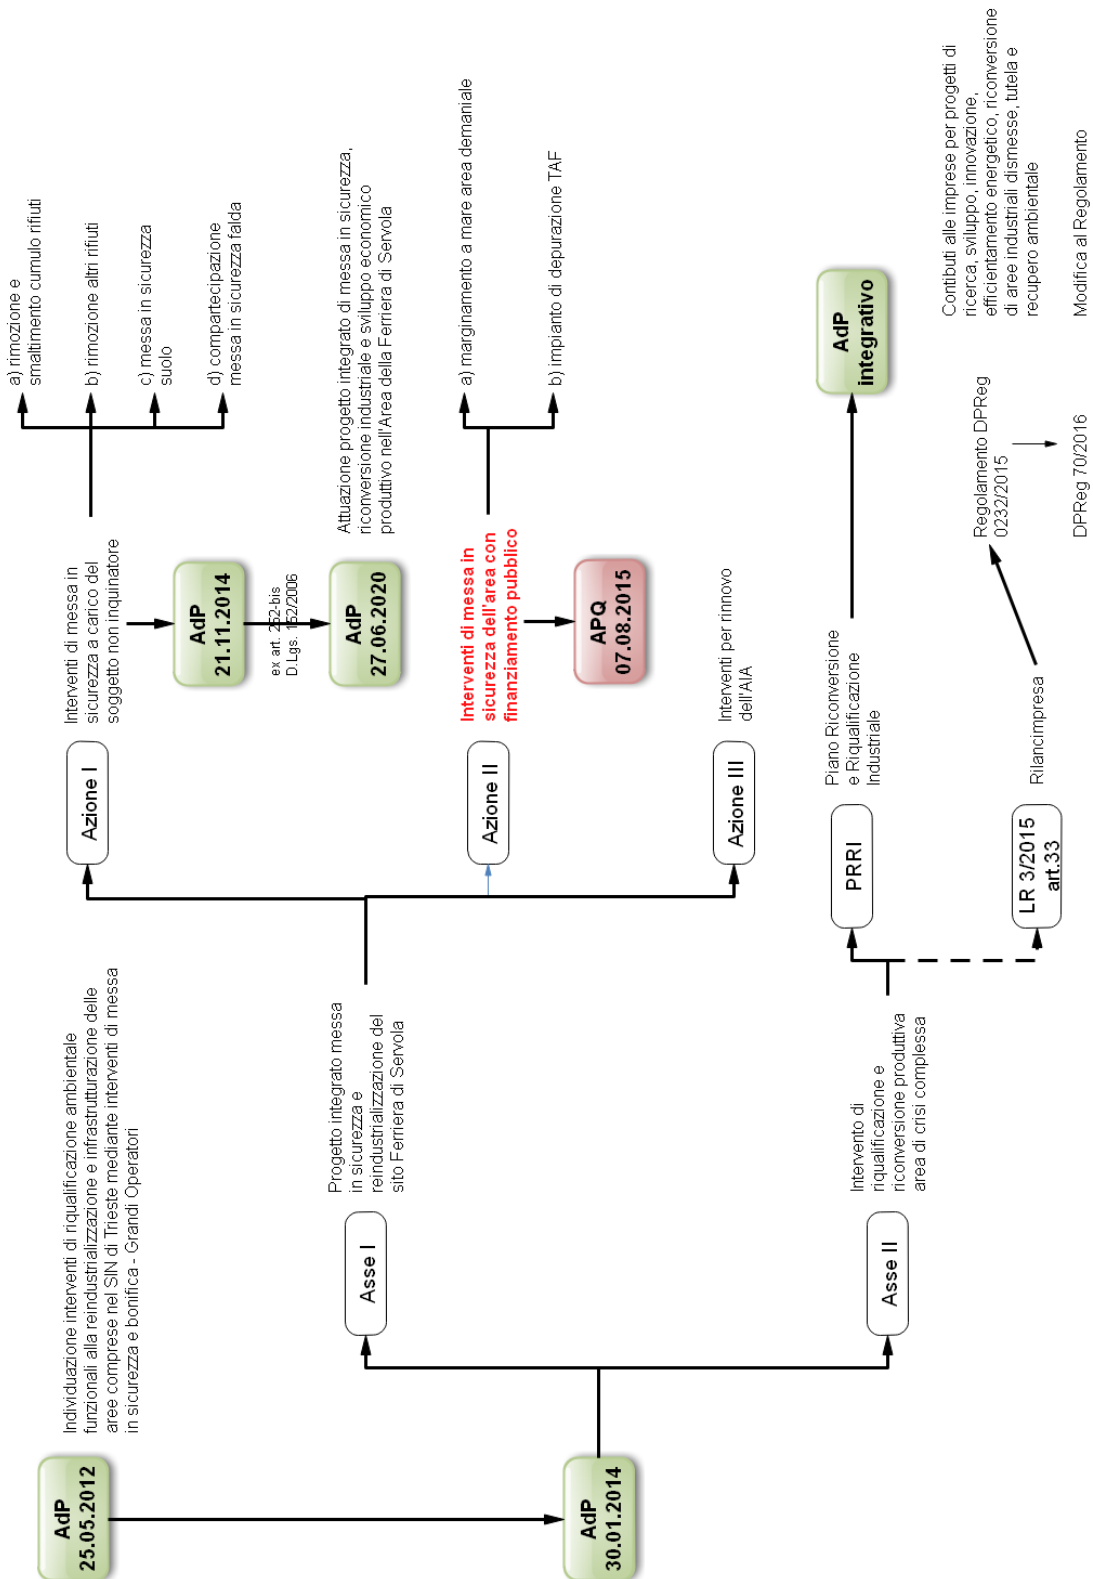 AdP
25.05.2012
Individuazione interventi di riqualificazione ambientale
funzionali alla reindustrializzazione e infrastrutturazione delle
aree comprese nel SIN di Trieste mediante interventi di messa
in sicurezza e bonifica - Grandi Operatori
AdP
30.01.2014
Asse I
Progetto integrato messa
in sicurezza e
reindustrializzazione del
sito Ferriera di Servola
Azione I
Interventi di messa in
sicurezza a carico del
soggetto non inquinatore
a) rimozione e
smaltimento cumulo rifiuti
b) rimozione altri rifiuti
c) messa in sicurezza
suolo
d) compartecipazione
messa in sicurezza falda
AdP
21.11.2014
ex art. 252-bis
D.Lgs. 152/2006
AdP
27.06.2020
Attuazione progetto integrato di messa in sicurezza,
riconversione industriale e sviluppo economico
produttivo nell'Area della Ferriera di Servola
Azione II
Interventi di messa in
sicurezza dell'area con
finanziamento pubblico
a) marginamento a mare area demaniale
b) impianto di depurazione TAF
APQ
07.08.2015
Azione III
Interventi per rinnovo
dell'AIA
Asse II
Intervento di
riqualificazione e
riconversione produttiva
area di crisi complessa
PRRI
Piano Riconversione
e Riqualificazione
Industriale
AdP
integrativo
LR 3/2015
art.33
Rilancimpresa
Regolamento DPReg
0232/2015
Contibuti alle imprese per progetti di
ricerca, sviluppo, innovazione,
efficientamento energetico, riconversione
di aree industriali dismesse, tutela e
recupero ambientale
DPReg 70/2016
Modifica al Regolamento